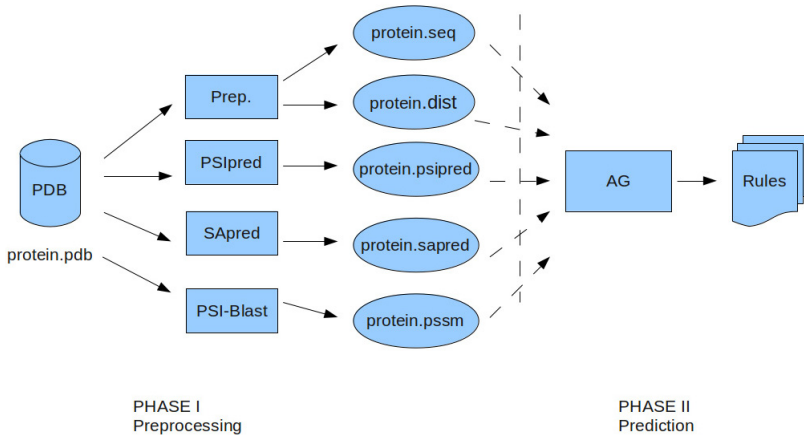 protein.seq
Prep.
protein.dist
PSIpred
protein.psipred
PDB
AG
Rules
SApred
protein.sapred
protein.pdb
PSI-Blast
protein.pssm
PHASE I
Preprocessing
PHASE II
Prediction